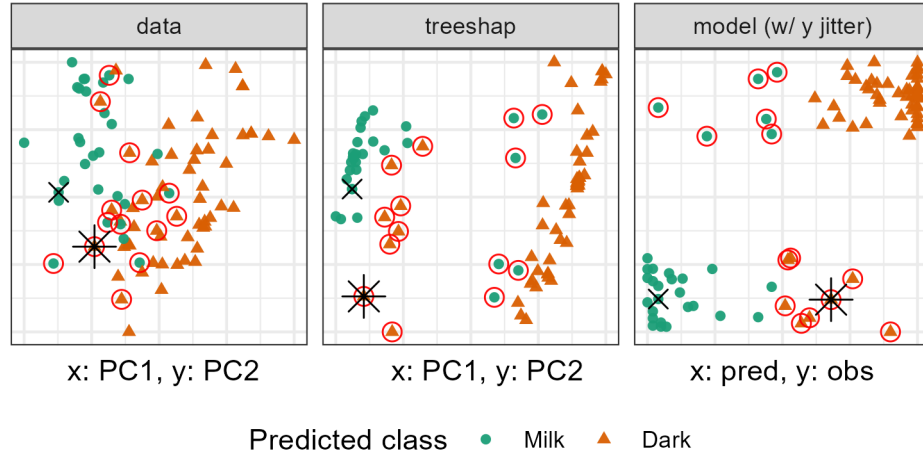 data
treeshap
model (w/ y jitter)
x: PC1, y: PC2
x: PC1, y: PC2
x: pred, y: obs
Predicted class
Milk
Dark